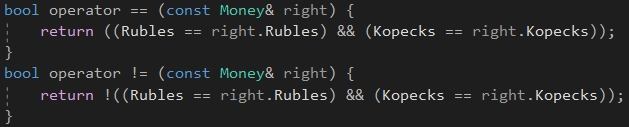 bool operator == (const Money& right) {
    return ((Rubles == right.Rubles) && (Kopecks == right.Kopecks));
}
bool operator != (const Money& right) {
    return !((Rubles == right.Rubles) && (Kopecks == right.Kopecks));
}